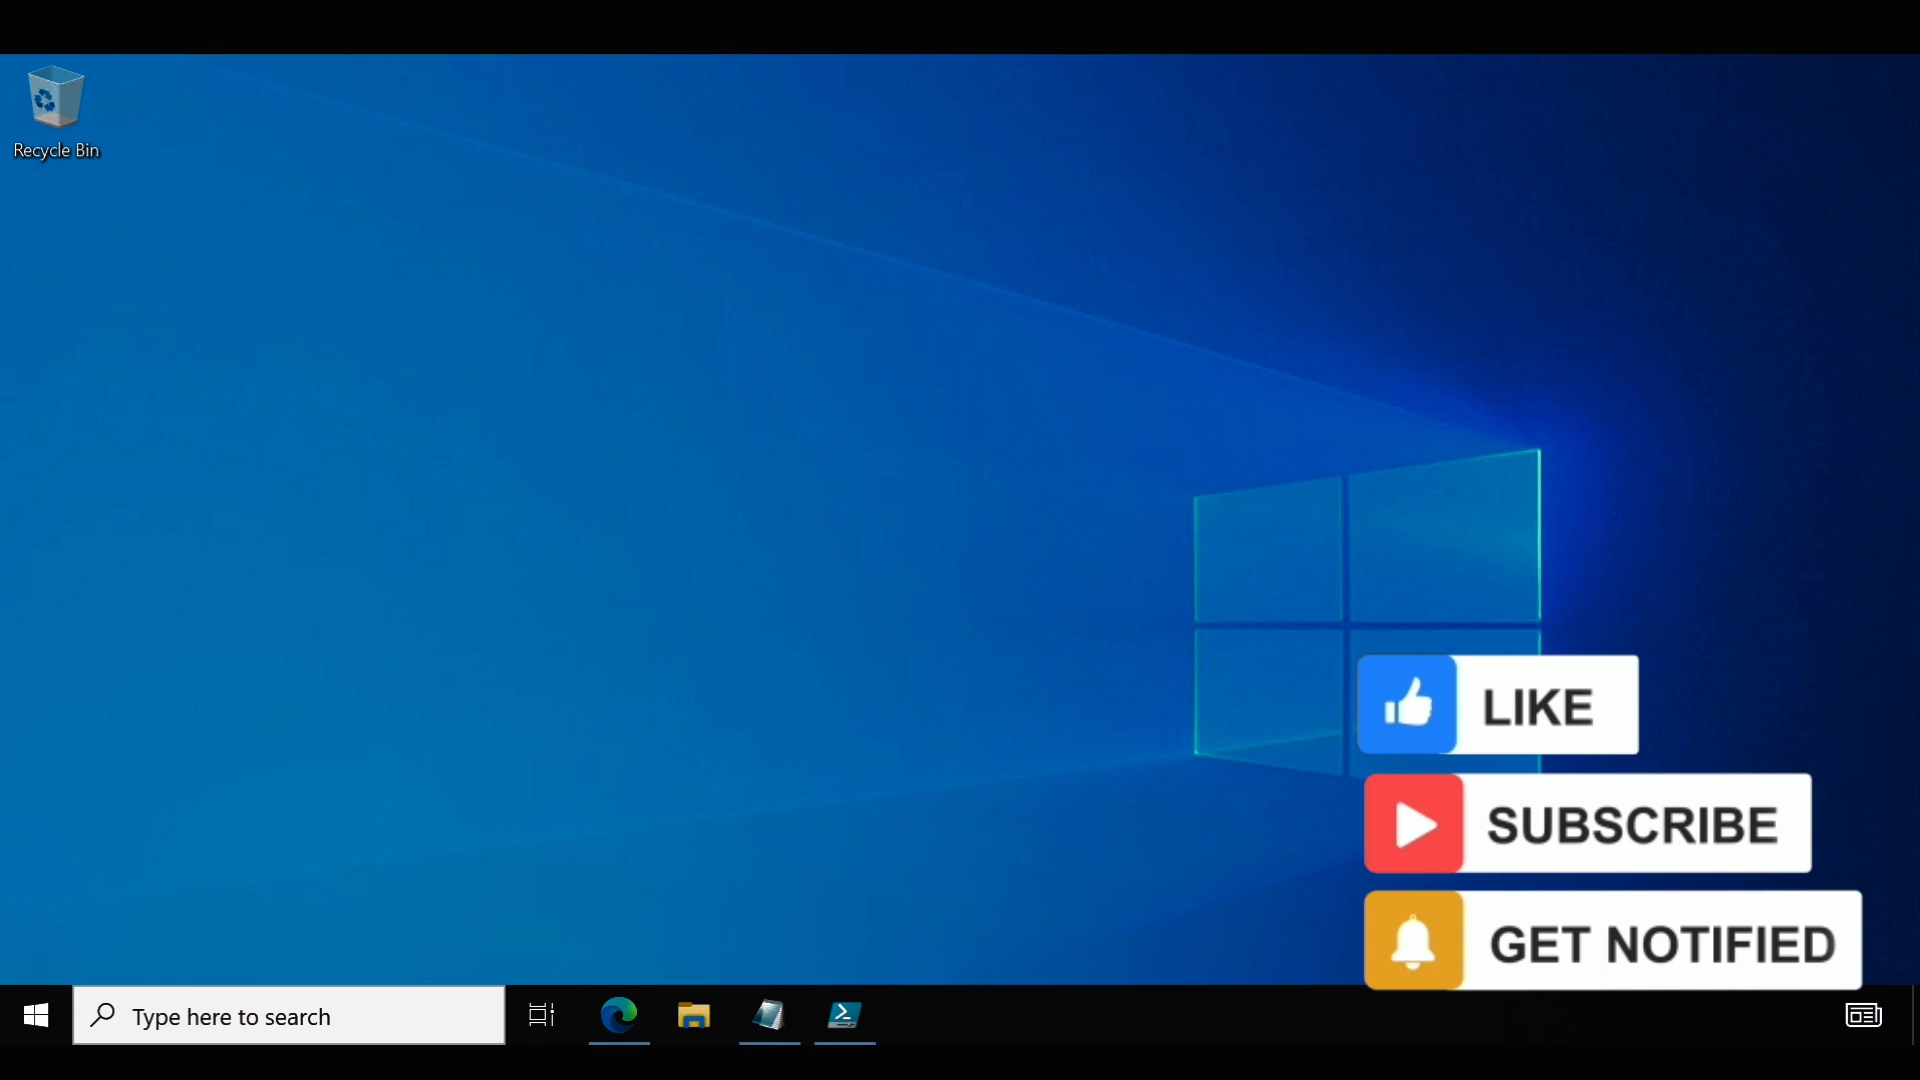 Recycle Bin
LIKE
SUBSCRIBE
GET NOTIFIED
Type here to search